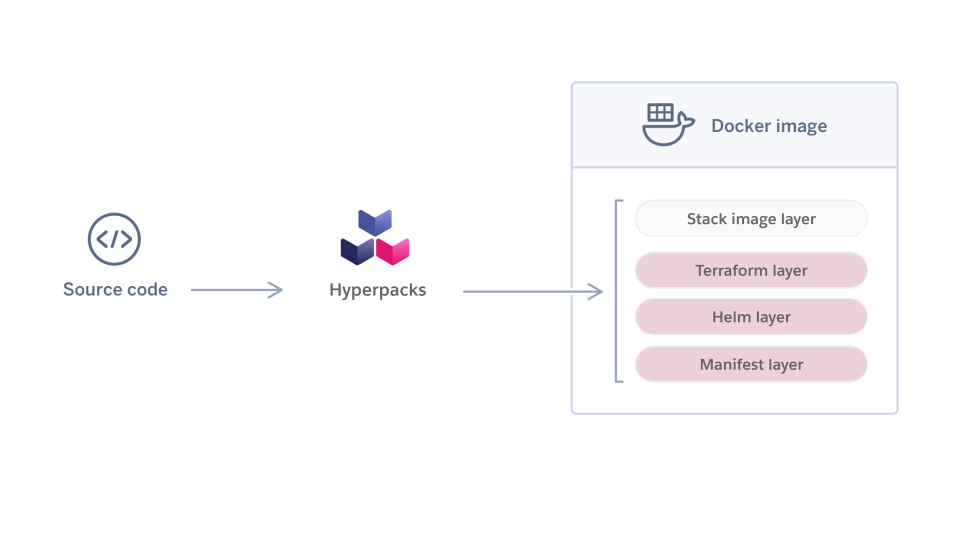 Source code
Hyperpacks
Docker image
Stack image layer
Terraform layer
Helm layer
Manifest layer